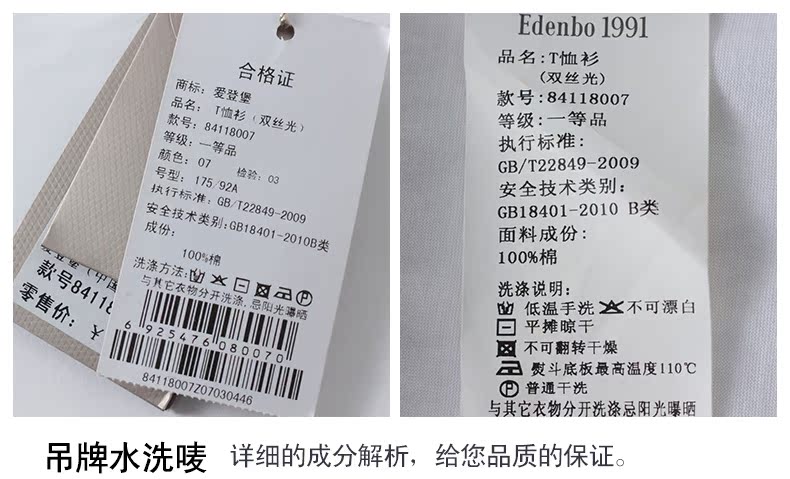 合格证
商标: 爱登堡
品名: T恤衫(双丝光)
款号: 84118007
等级: 一等品
颜色: 07 检验: 03
号型: 175/92A
执行标准: GB/T22849-2009
安全技术类别:GB18401-2010B类
成份:
100%棉
洗涤方法:
与其它衣物分开洗涤.忌阳光曝晒
6 925476 080070
84118007Z07030446
款号84118
零售价:
Edenbo 1991
品名:T恤衫
(双丝光)
款号:84118007
等级:一等品
执行标准:
GB/T22849-2009
安全技术类别:
GB18401-2010 B类
面料成份:
100%棉
洗涤说明:
低温手洗 不可漂白
平摊晾干
不可翻转干燥
熨斗底板最高温度110℃
普通干洗
与其它衣物分开洗涤忌阳光曝晒
吊牌水洗唛 详细的成分解析，给您品质的保证。